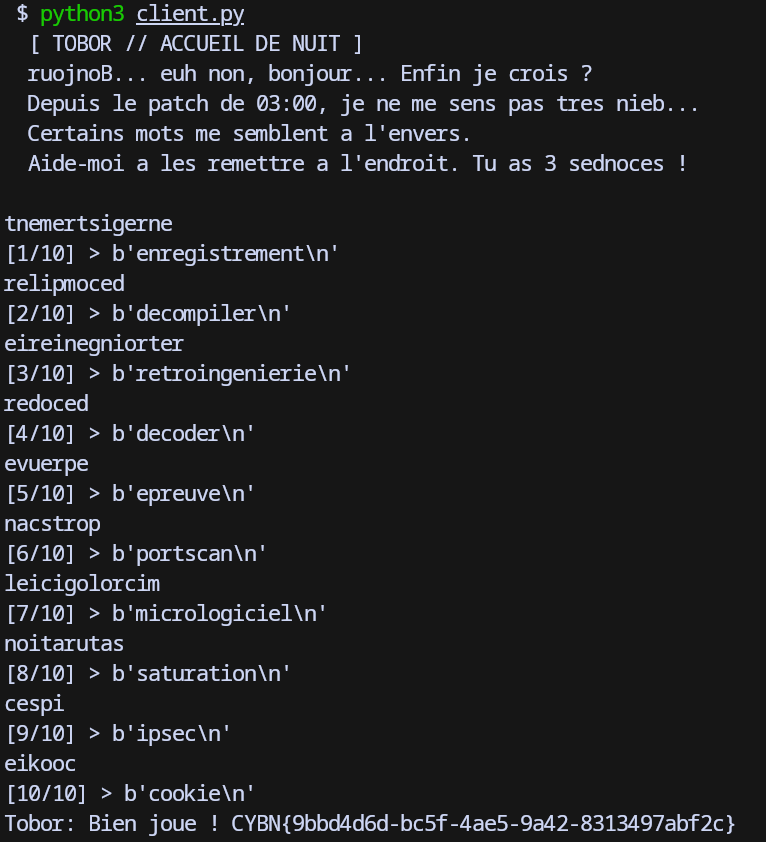 $ python3 client.py
[ TOBOR // ACCUEIL DE NUIT ]
ruojnoB... euh non, bonjour... Enfin je crois ?
Depuis le patch de 03:00, je ne me sens pas tres nieb...
Certains mots me semblent a l'envers.
Aide-moi a les remettre a l'endroit. Tu as 3 sednoces !
tnemertsigerne
[1/10] > b'enregistrement\n'
relipmoced
[2/10] > b'decompiler\n'
eireinegniorter
[3/10] > b'retroingenierie\n'
redoced
[4/10] > b'decoder\n'
evuerpe
[5/10] > b'epreuve\n'
nacstrop
[6/10] > b'portscan\n'
leicigolorcim
[7/10] > b'micrologiciel\n'
noitarutas
[8/10] > b'saturation\n'
cespi
[9/10] > b'ipsec\n'
eikooc
[10/10] > b'cookie\n'
Tobor: Bien joue ! CYBN{9bbd4d6d-bc5f-4ae5-9a42-8313497abf2c}